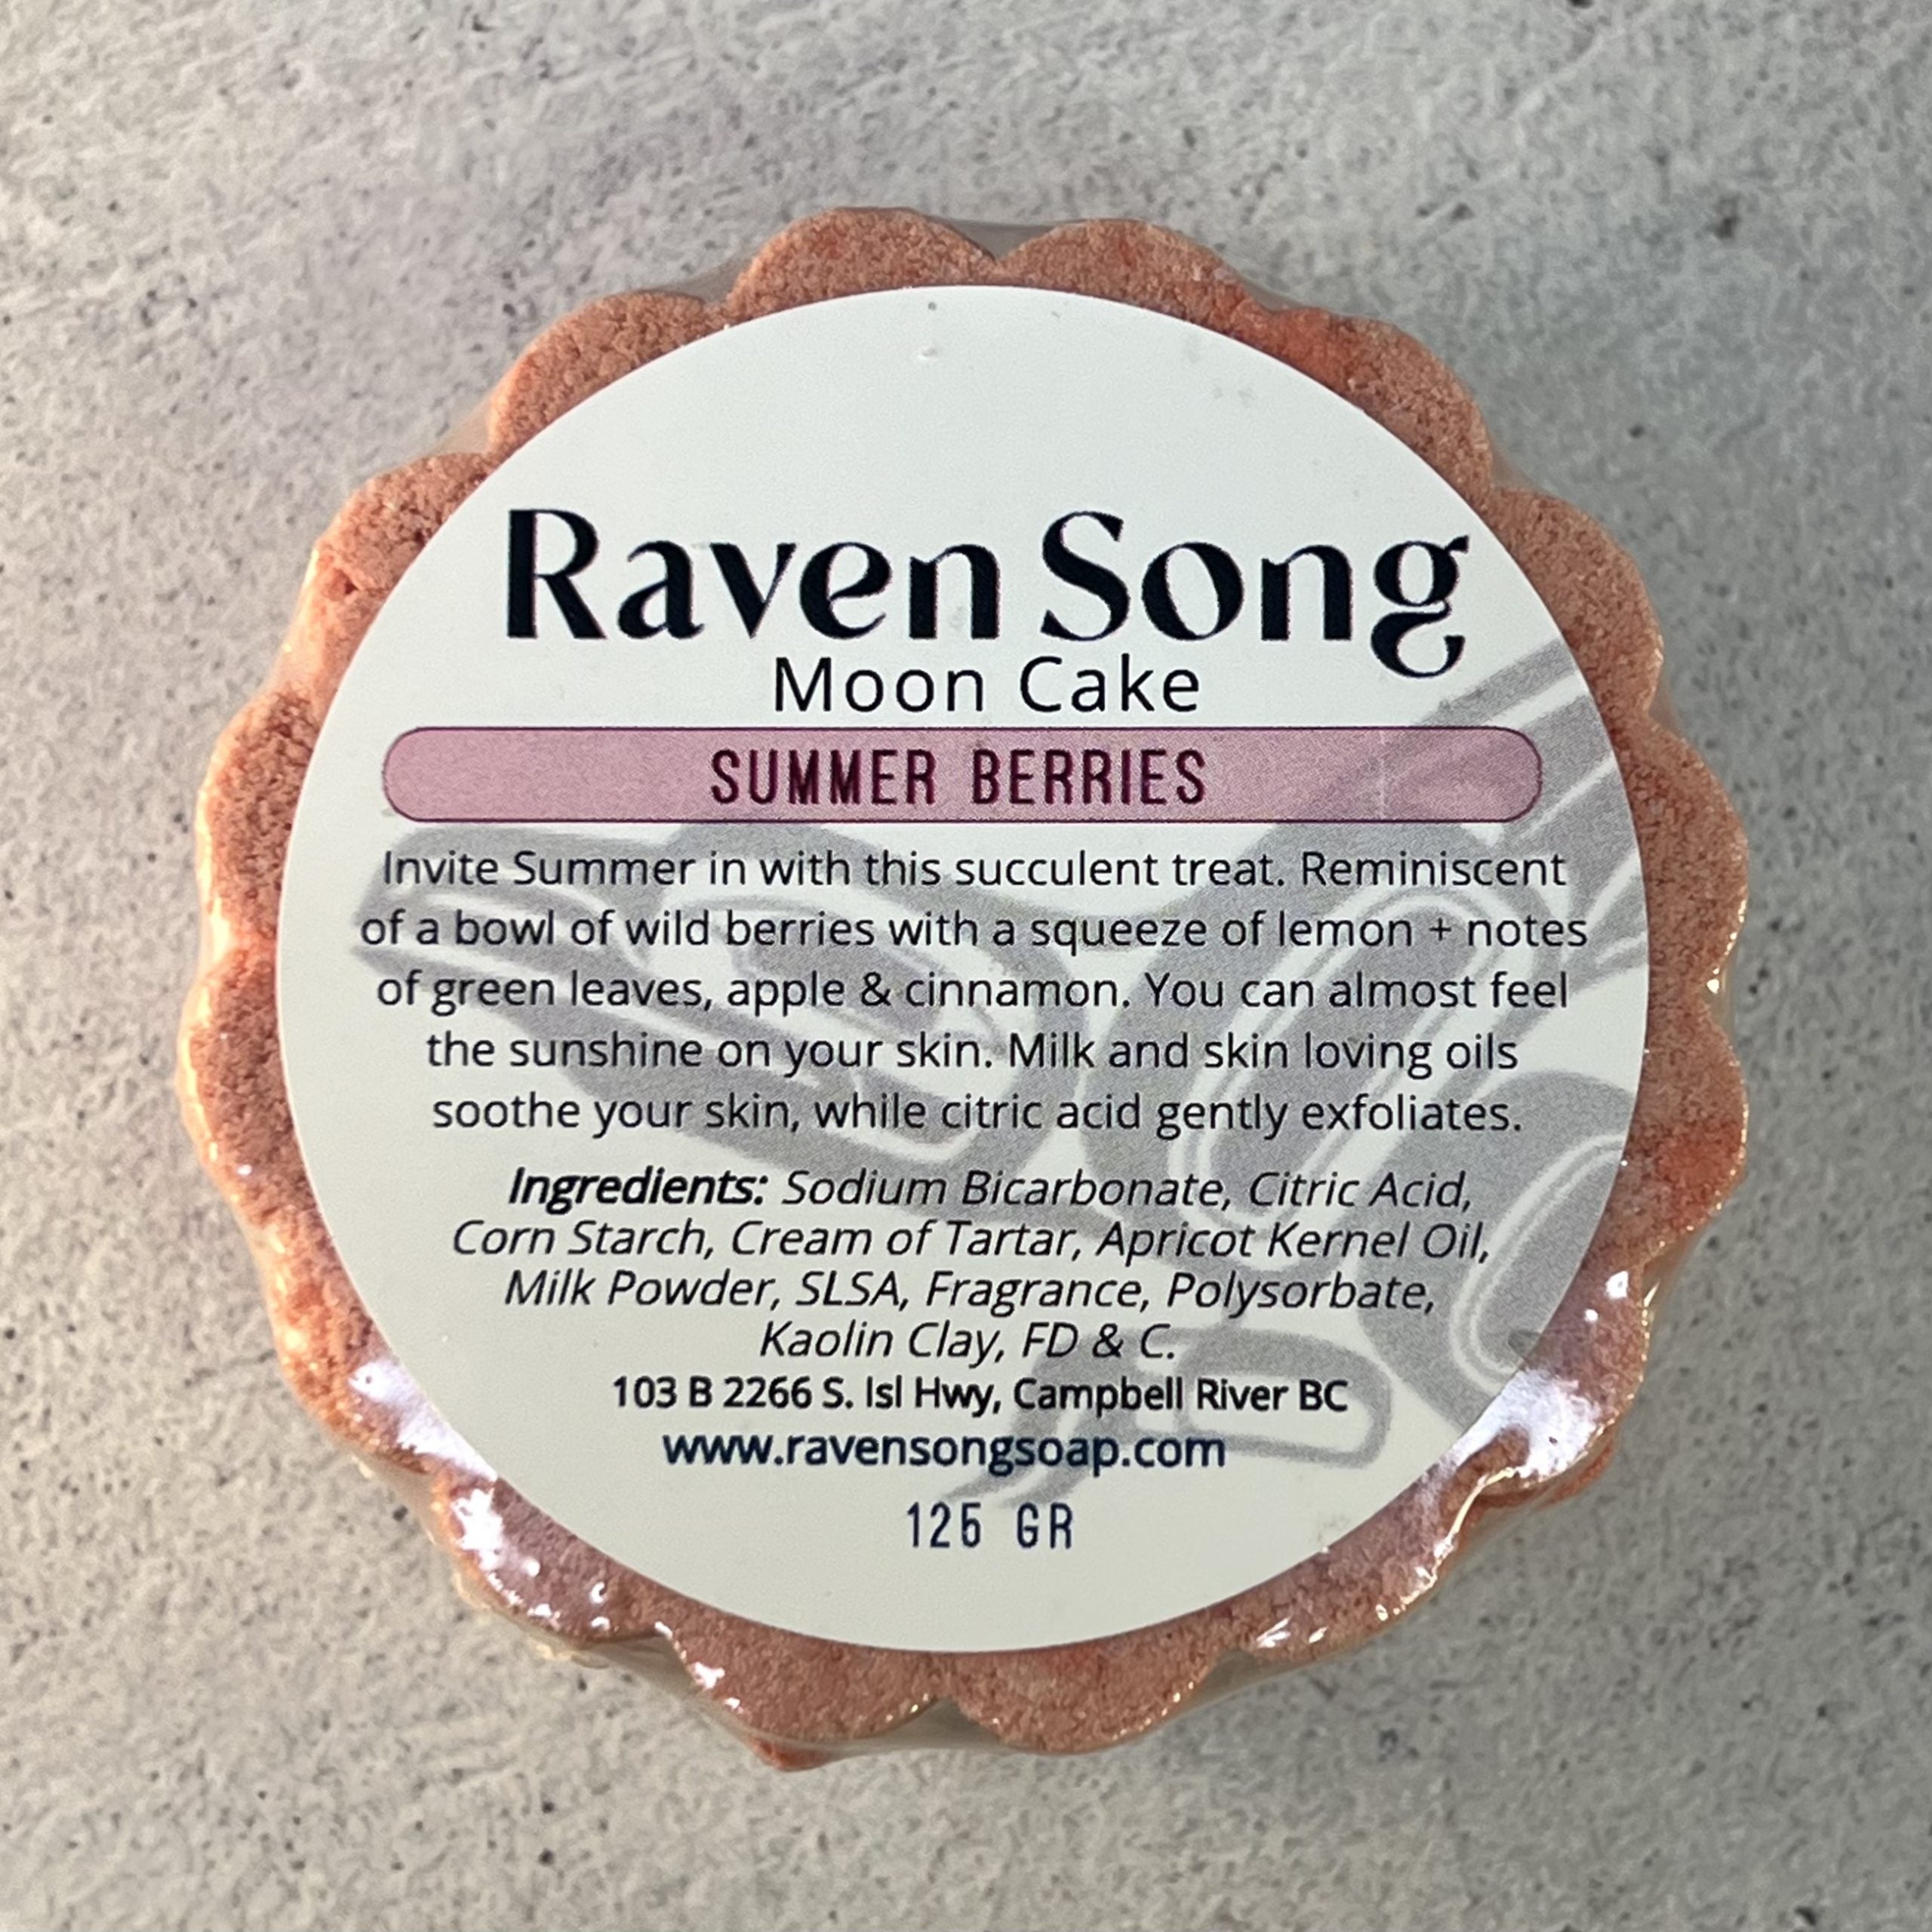 Raven Song
Moon Cake
SUMMER BERRIES
Invite Summer in with this succulent treat. Reminiscent
of a bowl of wild berries with a squeeze of lemon + notes
of green leaves, apple & cinnamon. You can almost feel
the sunshine on your skin. Milk and skin loving oils
soothe your skin, while citric acid gently exfoliates.
Ingredients: Sodium Bicarbonate, Citric Acid,
Corn Starch, Cream of Tartar, Apricot Kernel Oil,
Milk Powder, SLSA, Fragrance, Polysorbate,
Kaolin Clay, FD & C.
103 B 2266 S. Isl Hwy, Campbell River BC
www.ravensongsoap.com
125 GR